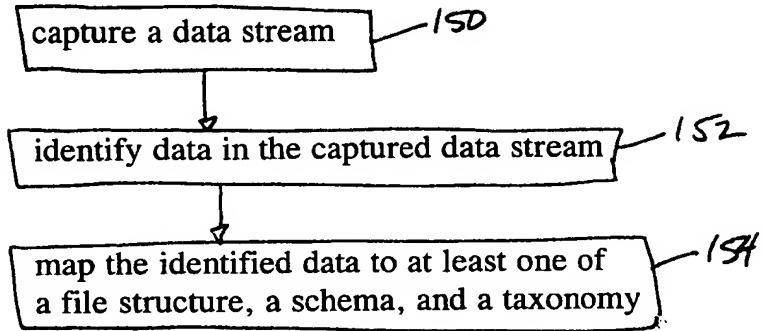 capture a data stream
150
identify data in the captured data stream
152
map the identified data to at least one of
a file structure, a schema, and a taxonomy
154